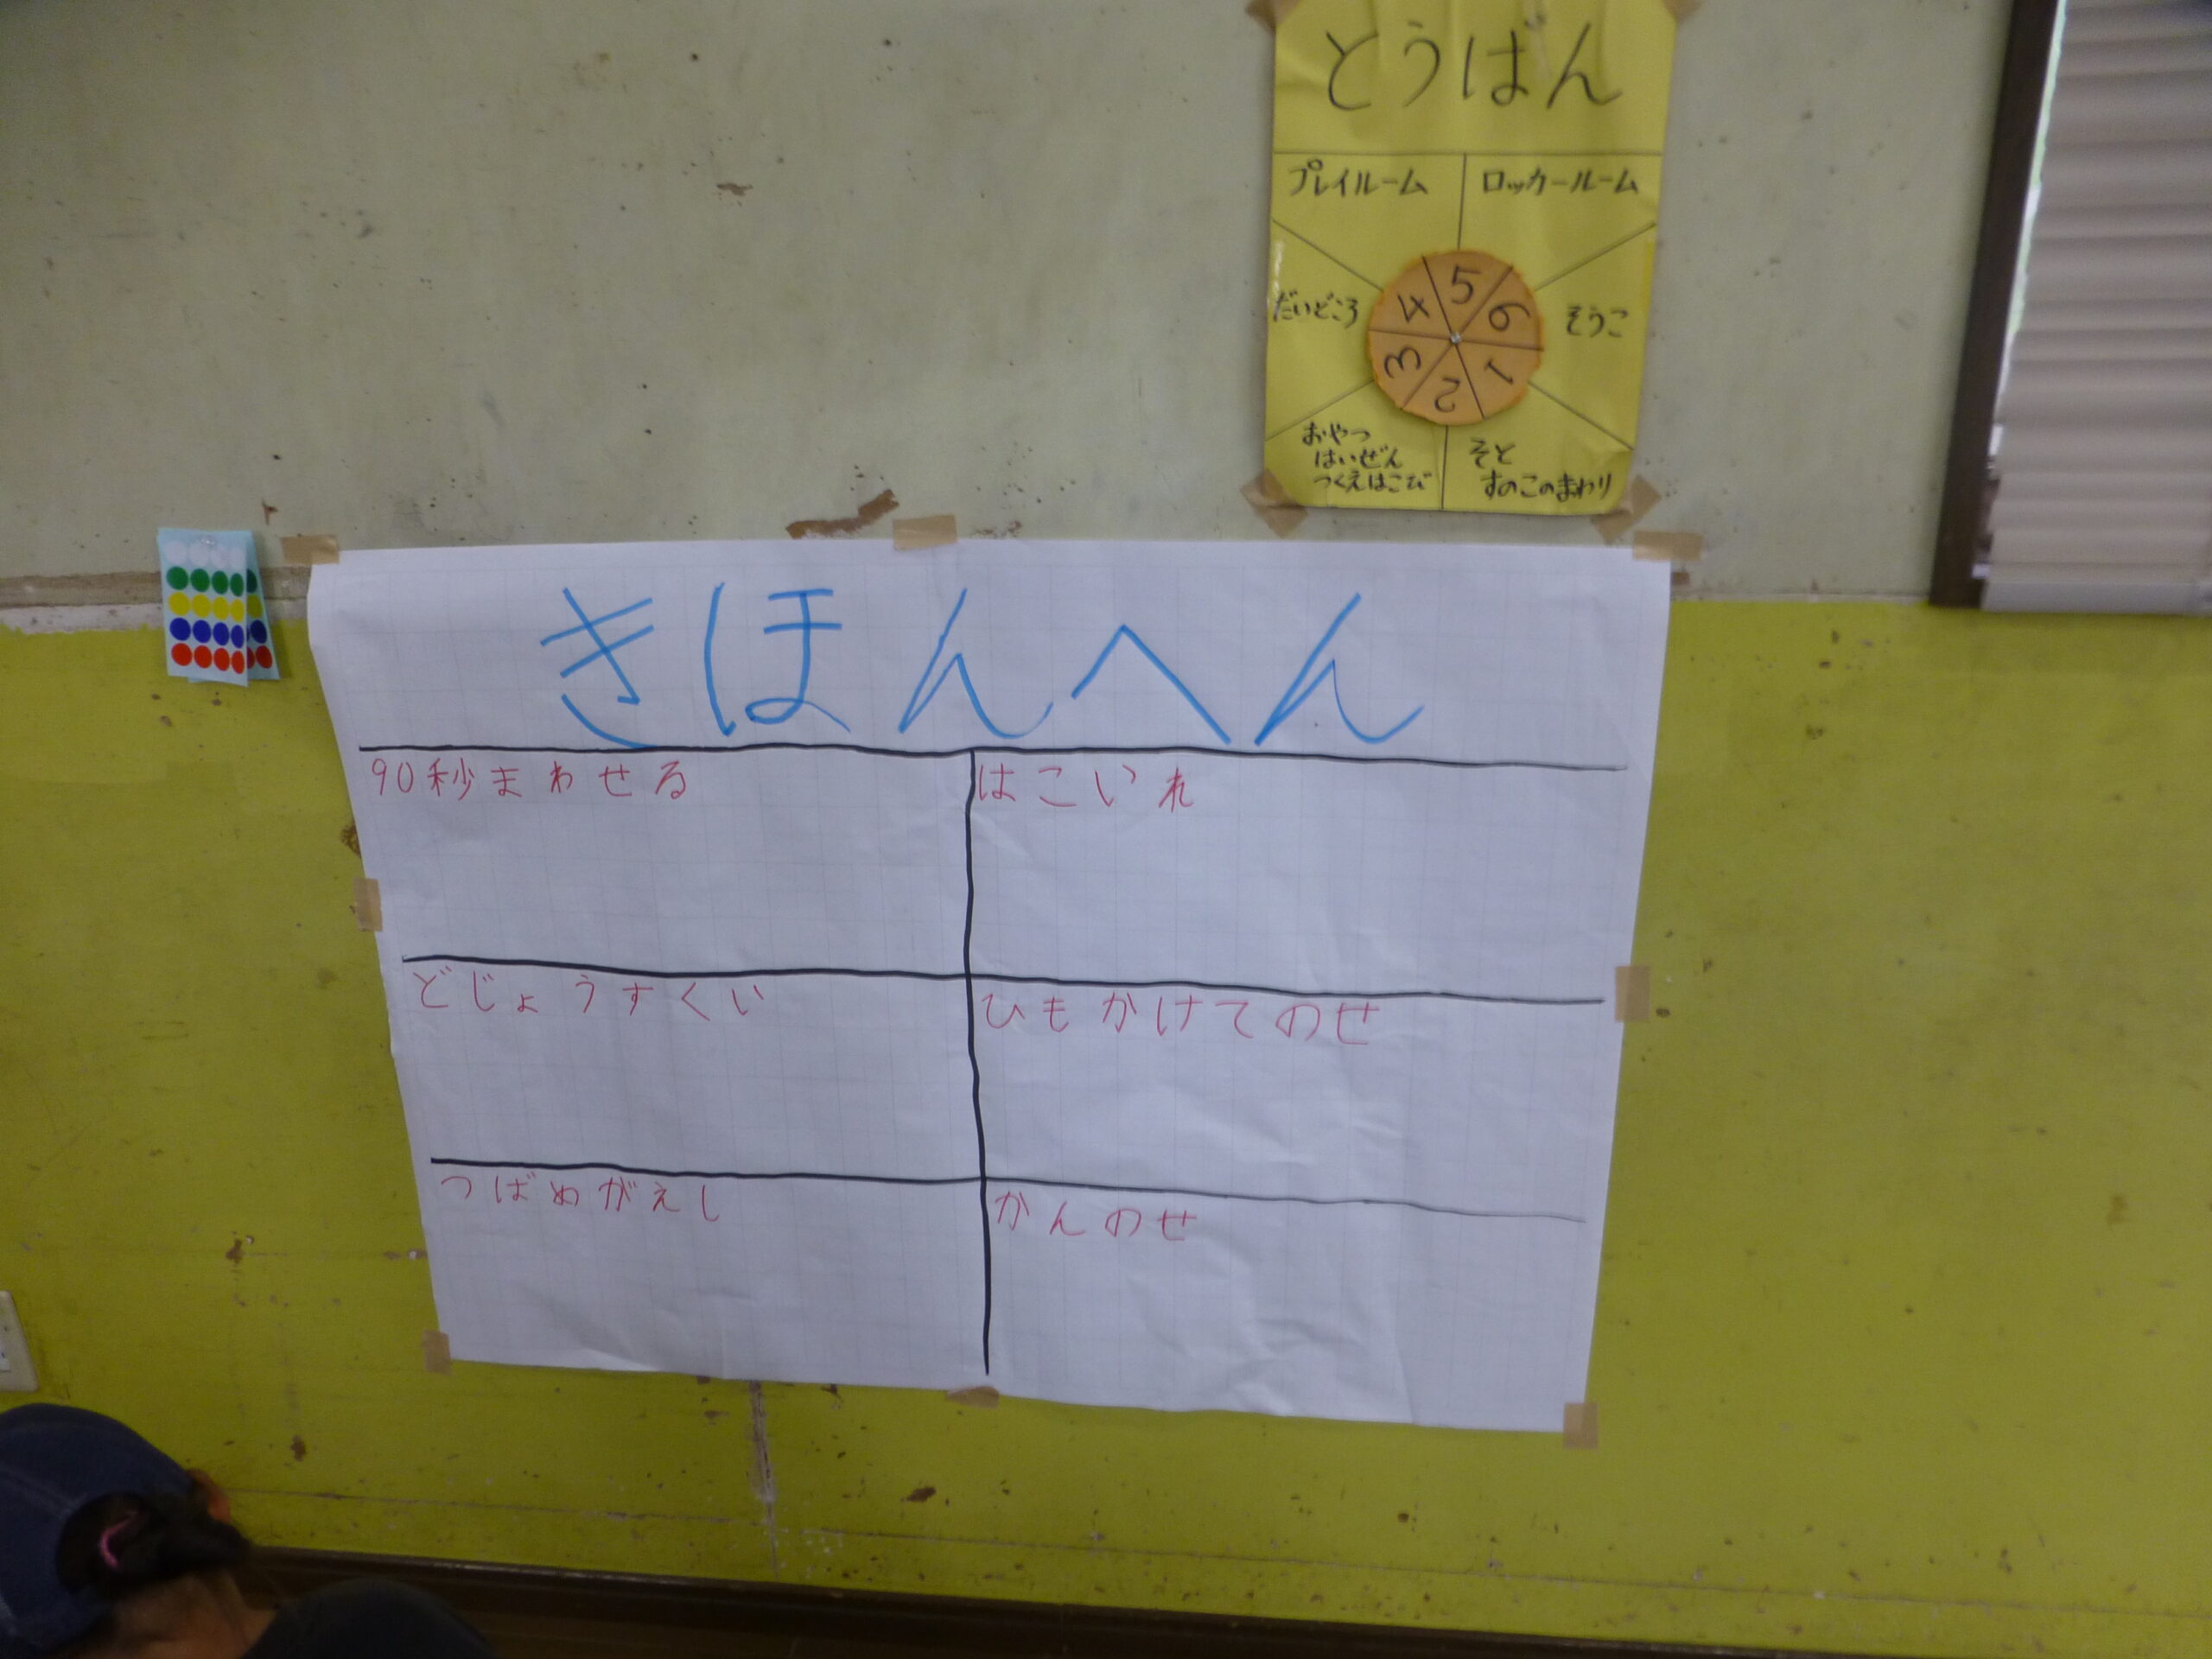 とうばん
プレイルーム
ロッカールーム
だいどころ
そうこ
おやつ
はいぜん
つくえはこび
そと
すのこのまわり
5
6
1
2
3
4
きほんへん
90秒まわせる
はこいれ
どじょうすくい
ひもかけてのせ
つばめがえし
かんのせ